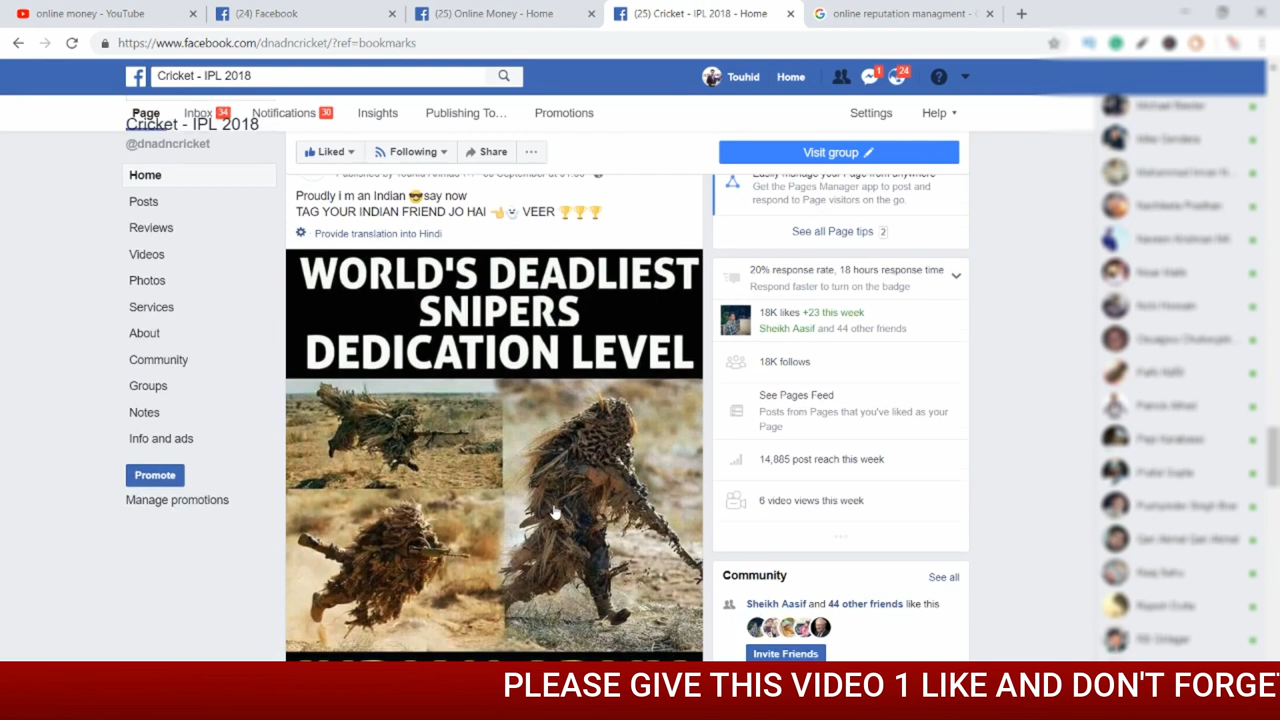 online money - YouTube
(24) Facebook
(25) Online Money - Home
(25) Cricket - IPL 2018 - Home
online reputation managment -
https://www.facebook.com/dnadncricket/?ref=bookmarks
Cricket - IPL 2018
Touhid
Home
1
24
Page
Inbox 34
Notifications 30
Insights
Publishing To…
Promotions
Settings
Help
Cricket - IPL 2018
@dnadncricket
Home
Posts
Reviews
Videos
Photos
Services
About
Community
Groups
Notes
Info and ads
Promote
Manage promotions
Liked
Following
Share
Visit group
Proudly i m an Indian 😎say now
TAG YOUR INDIAN FRIEND JO HAI VEER 🏆🏆🏆
Provide translation into Hindi
WORLD'S DEADLIEST
SNIPERS
DEDICATION LEVEL
Easily manage your Page from anywhere
Get the Pages Manager app to post and
respond to Page visitors on the go.
See all Page tips 2
20% response rate, 18 hours response time
Respond faster to turn on the badge
18K likes +23 this week
Sheikh Aasif and 44 other friends
18K follows
See Pages Feed
Posts from Pages that you've liked as your
Page
14,885 post reach this week
6 video views this week
Community
See all
Sheikh Aasif and 44 other friends like this
Invite Friends
PLEASE GIVE THIS VIDEO 1 LIKE AND DON'T FORGE